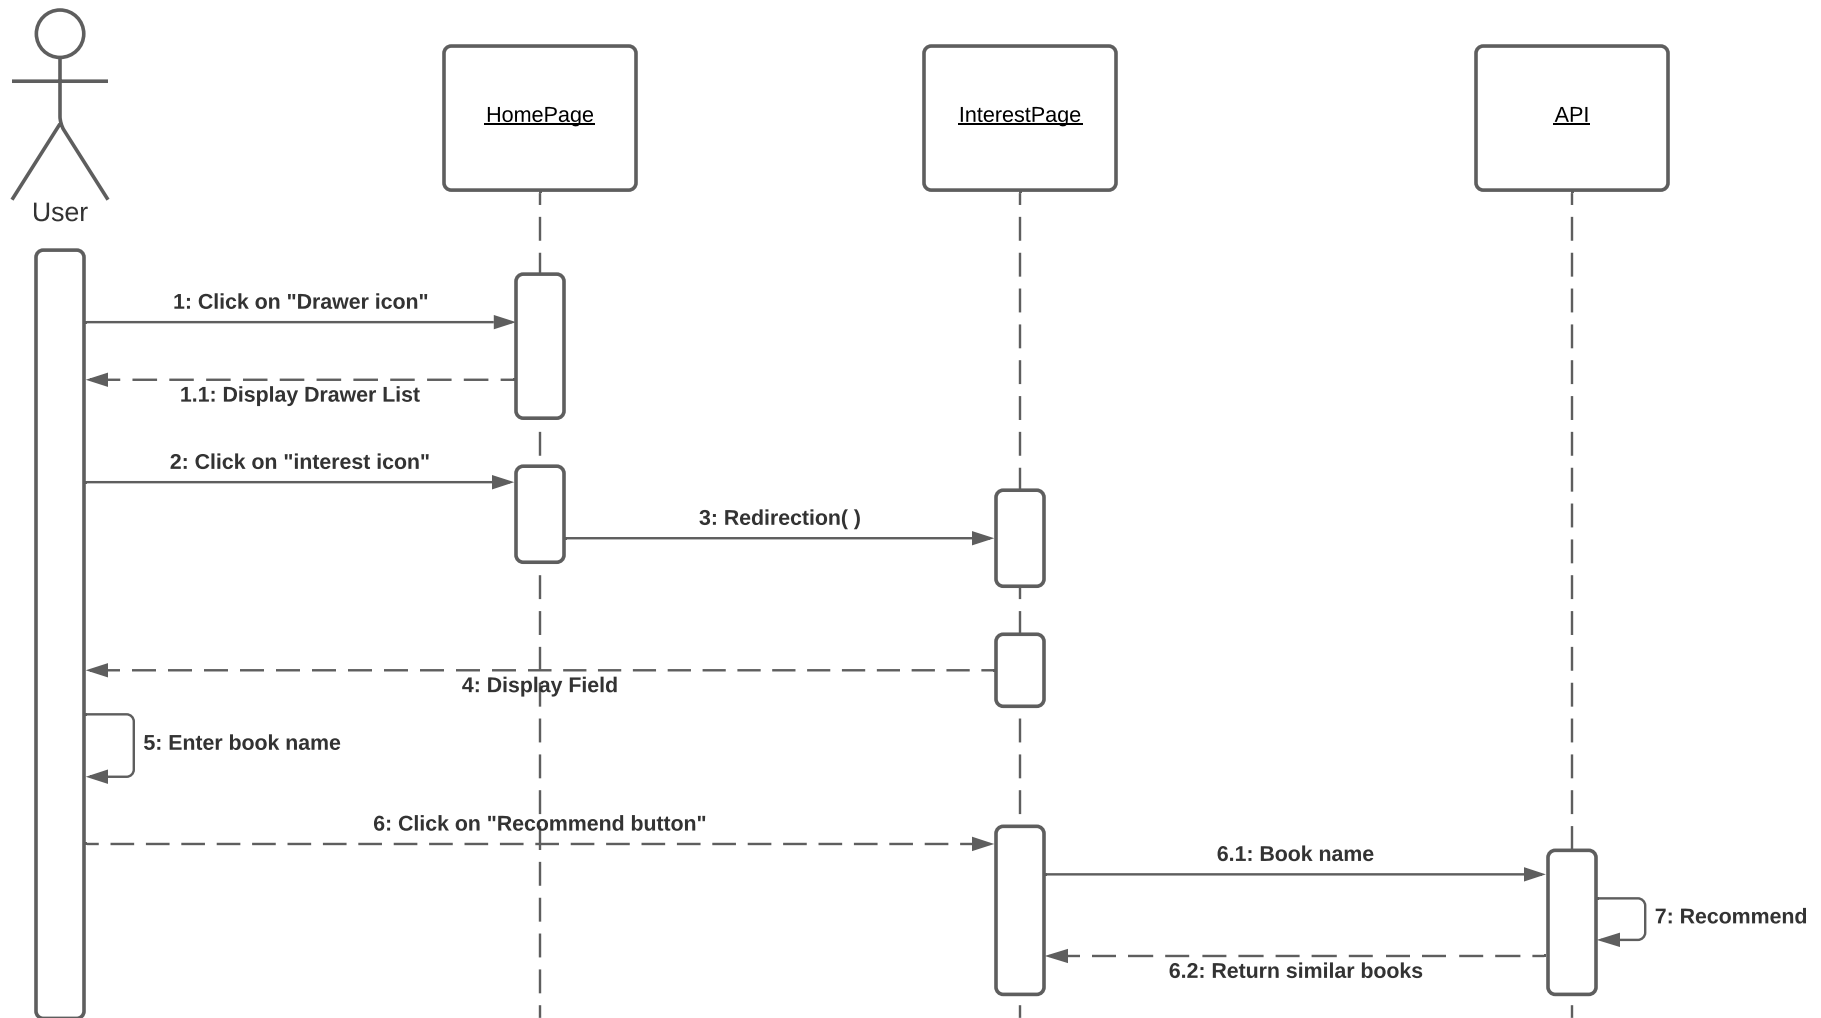 HomePage
InterestPage
API
User
1: Click on "Drawer icon"
1.1: Display Drawer List
2: Click on "interest icon"
3: Redirection( )
4: Display Field
5: Enter book name
6: Click on "Recommend button"
6.1: Book name
7: Recommend
6.2: Return similar books